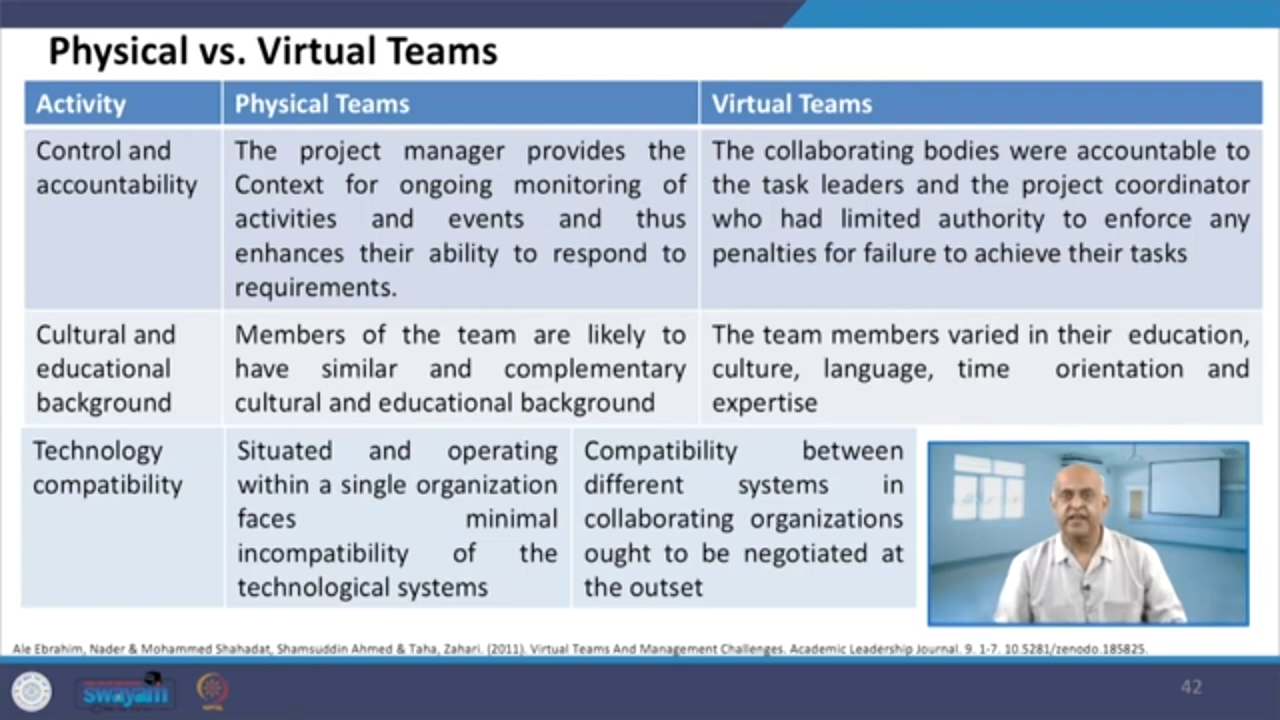 Physical vs. Virtual Teams
Activity
Physical Teams
Virtual Teams
Control and
accountability
The project manager provides the
Context for ongoing monitoring of
activities and events and thus
enhances their ability to respond to
requirements.
The collaborating bodies were accountable to
the task leaders and the project coordinator
who had limited authority to enforce any
penalties for failure to achieve their tasks
Cultural and
educational
background
Members of the team are likely to
have similar and complementary
cultural and educational background
The team members varied in their education,
culture, language, time orientation and
expertise
Technology
compatibility
Situated and operating
within a single organization
faces minimal
incompatibility of the
technological systems
Compatibility between
different systems in
collaborating organizations
ought to be negotiated at
the outset
Ale Ebrahim, Nader & Mohammed Shahadat, Shamsuddin Ahmed & Taha, Zahari. (2011). Virtual Teams And Management Challenges. Academic Leadership Journal. 9. 1-7. 10.5281/zenodo.185825.
swayam
42